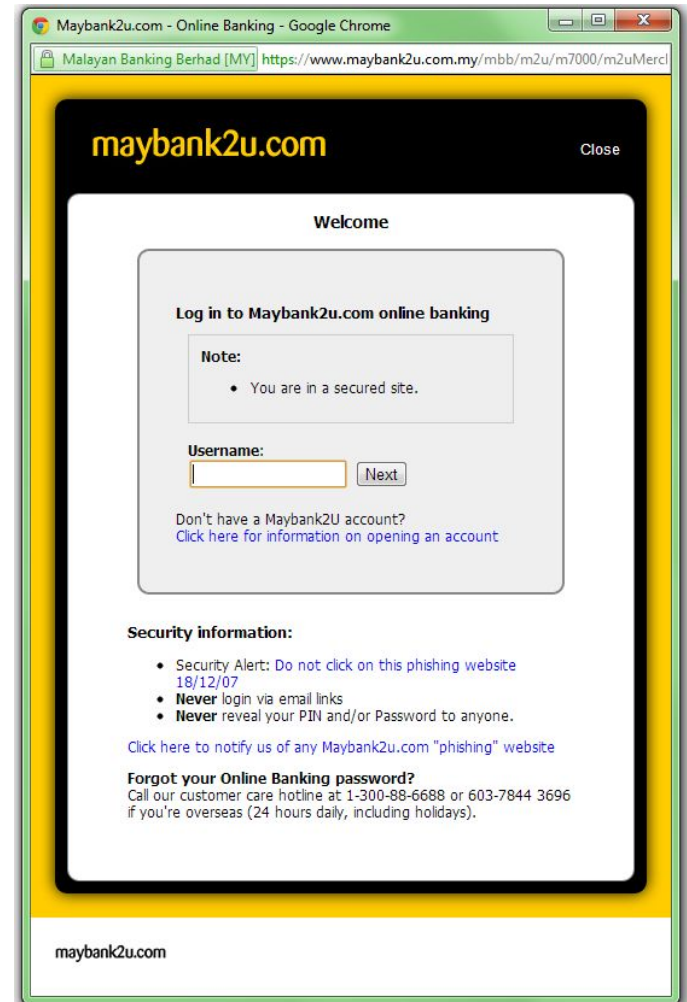 Maybank2u.com - Online Banking - Google Chrome
Malayan Banking Berhad [MY] https://www.maybank2u.com.my/mbb/m2u/m7000/m2uMercl
maybank2u.com
Close
Welcome
Log in to Maybank2u.com online banking
Note:
• You are in a secured site.
Username:
Next
Don't have a Maybank2U account?
Click here for information on opening an account
Security information:
• Security Alert: Do not click on this phishing website
18/12/07
• Never login via email links
• Never reveal your PIN and/or Password to anyone.
Click here to notify us of any Maybank2u.com "phishing" website
Forgot your Online Banking password?
Call our customer care hotline at 1-300-88-6688 or 603-7844 3696
if you're overseas (24 hours daily, including holidays).
maybank2u.com